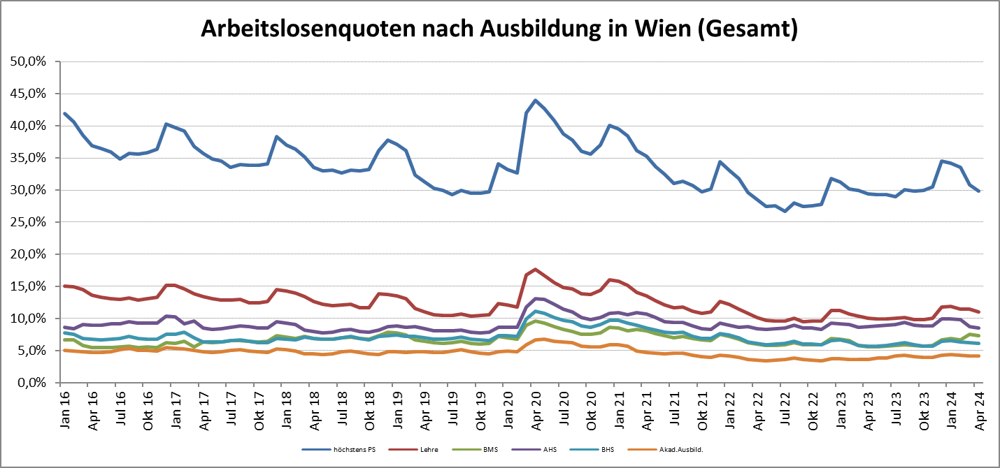 Arbeitslosenquoten nach Ausbildung in Wien (Gesamt)
50,0%
45,0%
40,0%
35,0%
30,0%
25,0%
20,0%
15,0%
10,0%
5,0%
0,0%
Jan 16
Apr 16
Jul 16
Okt 16
Jan 17
Apr 17
Jul 17
Okt 17
Jan 18
Apr 18
Jul 18
Okt 18
Jan 19
Apr 19
Jul 19
Okt 19
Jan 20
Apr 20
Jul 20
Okt 20
Jan 21
Apr 21
Jul 21
Okt 21
Jan 22
Apr 22
Jul 22
Okt 22
Jan 23
Apr 23
Jul 23
Okt 23
Jan 24
Apr 24
höchstens PS Lehre BMS AHS BHS Akad.Ausbild.